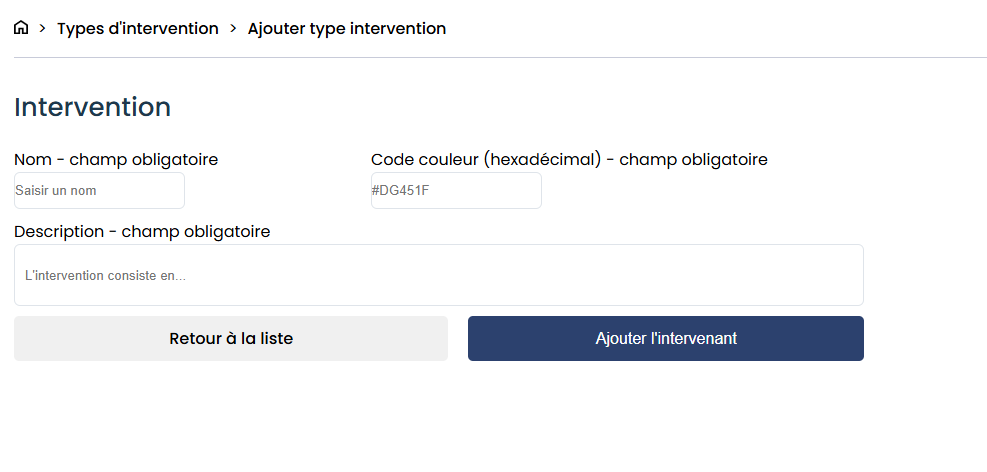 > Types d'intervention > Ajouter type intervention
Intervention
Nom - champ obligatoire
Code couleur (hexadécimal) - champ obligatoire
Saisir un nom
#DG451F
Description - champ obligatoire
L'intervention consiste en...
Retour à la liste
Ajouter l'intervenant